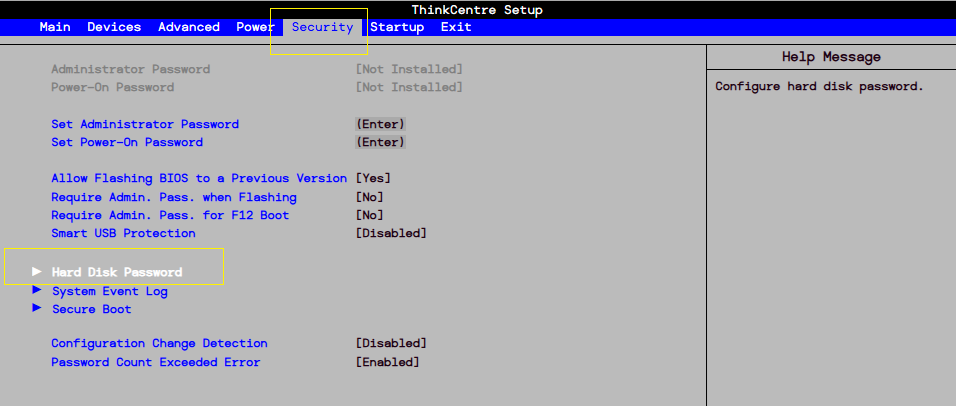 ThinkCentre Setup
Main Devices Advanced Power Security Startup Exit
Help Message
Configure hard disk password.
Administrator Password [Not Installed]
Power-On Password [Not Installed]
Set Administrator Password (Enter)
Set Power-On Password (Enter)
Allow Flashing BIOS to a Previous Version [Yes]
Require Admin. Pass. when Flashing [No]
Require Admin. Pass. for F12 Boot [No]
Smart USB Protection [Disabled]
Hard Disk Password
System Event Log
Secure Boot
Configuration Change Detection [Disabled]
Password Count Exceeded Error [Enabled]